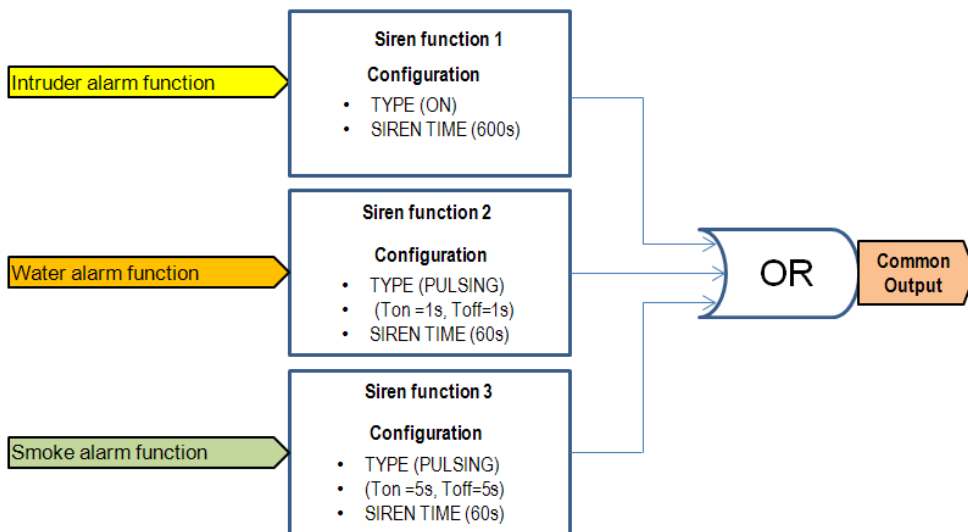 Intruder alarm function
Siren function 1
Configuration
• TYPE (ON)
• SIREN TIME (600s)
Water alarm function
Siren function 2
Configuration
• TYPE (PULSING)
• (Ton =1s, Toff=1s)
• SIREN TIME (60s)
Smoke alarm function
Siren function 3
Configuration
• TYPE (PULSING)
• (Ton =5s, Toff=5s)
• SIREN TIME (60s)
OR
Common
Output